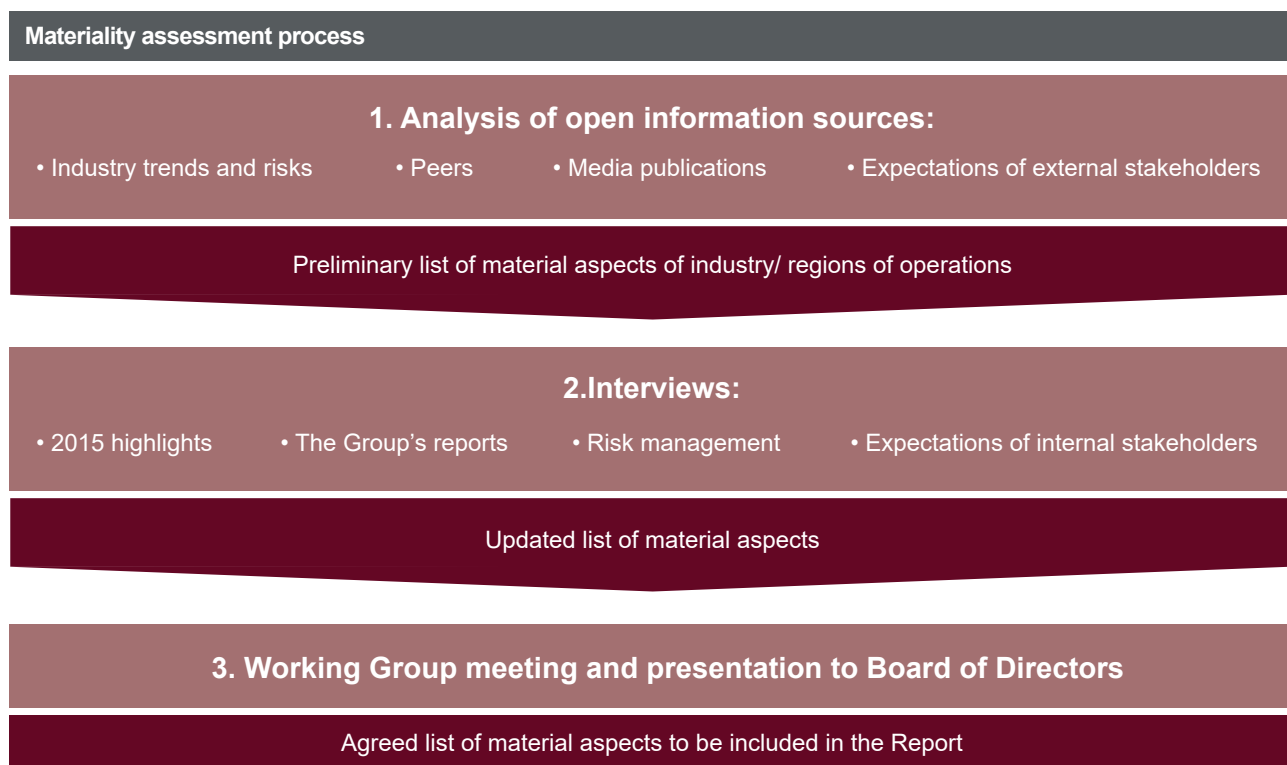 Materiality assessment process
1. Analysis of open information sources:
• Industry trends and risks • Peers • Media publications • Expectations of external stakeholders
Preliminary list of material aspects of industry/ regions of operations
2.Interviews:
• 2015 highlights • The Group’s reports • Risk management • Expectations of internal stakeholders
Updated list of material aspects
3. Working Group meeting and presentation to Board of Directors
Agreed list of material aspects to be included in the Report